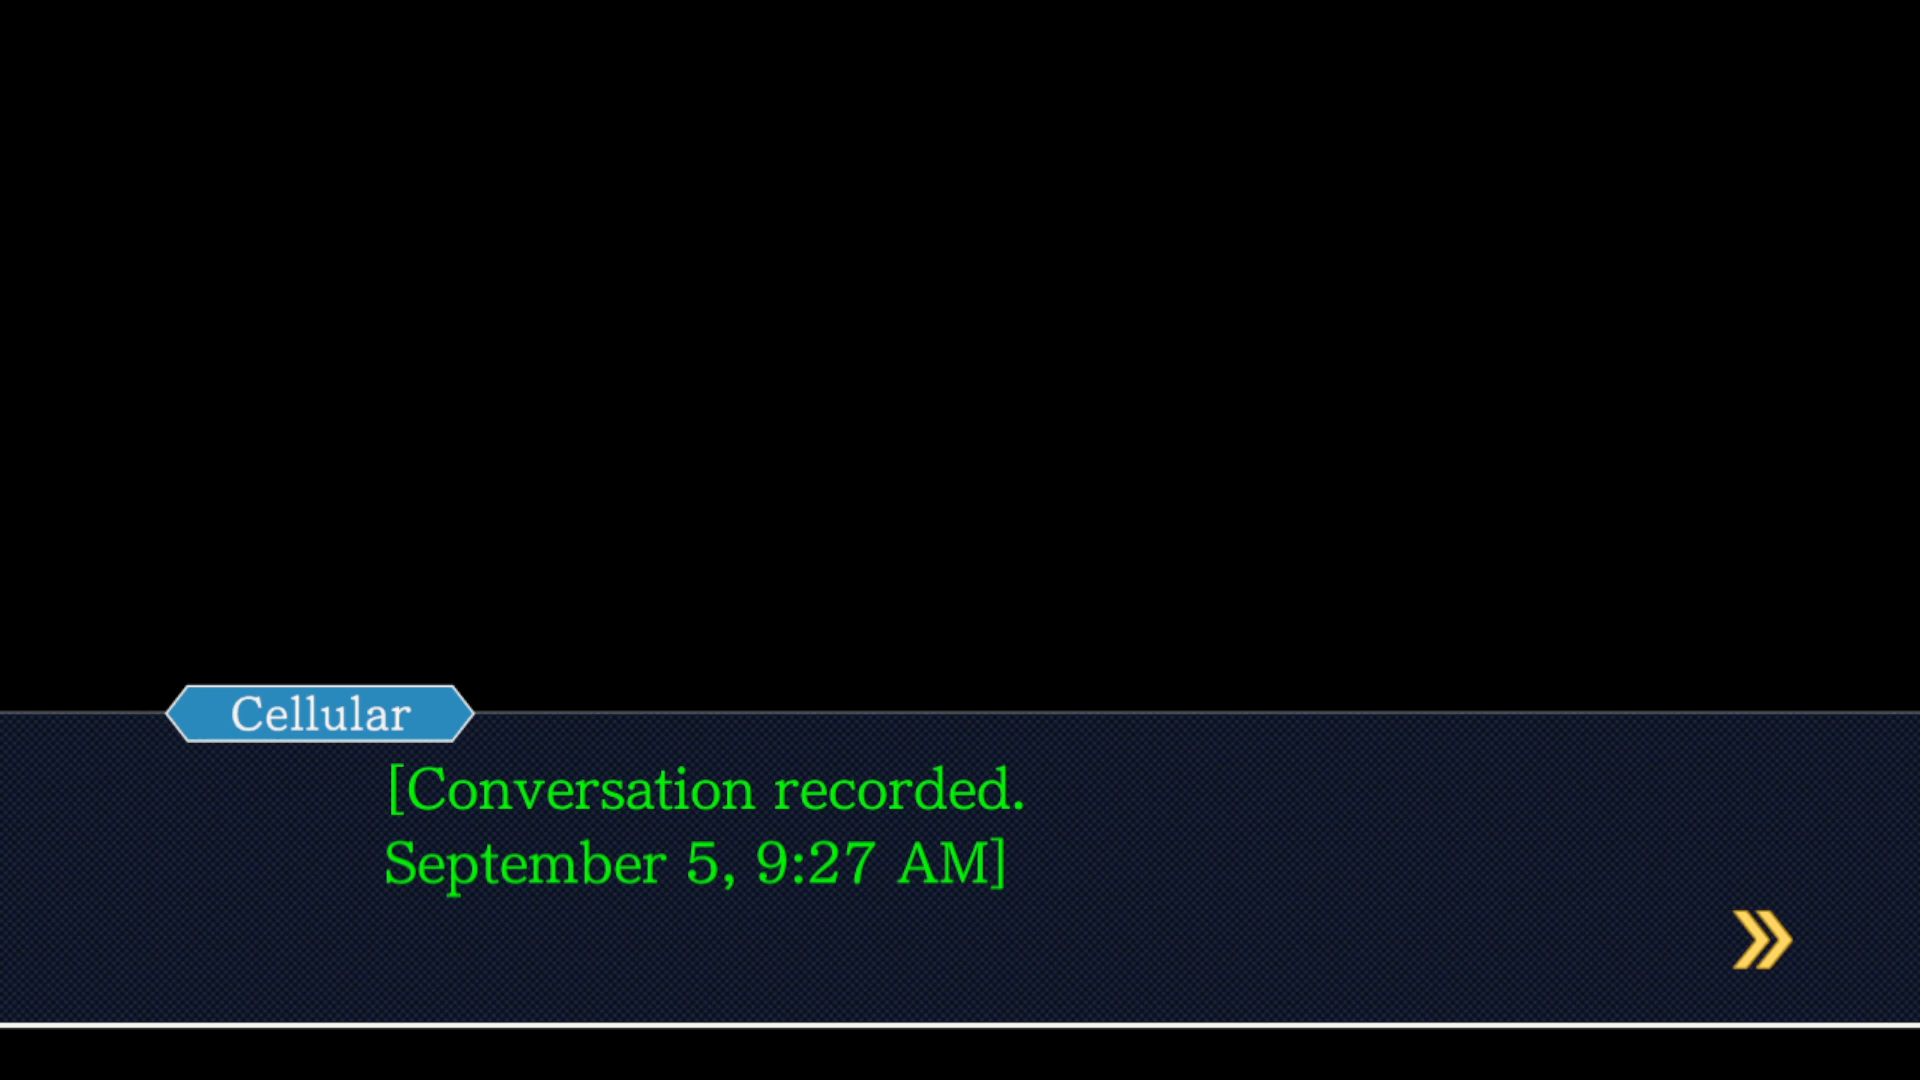 Cellular
[Conversation recorded.
September 5, 9:27 AM]